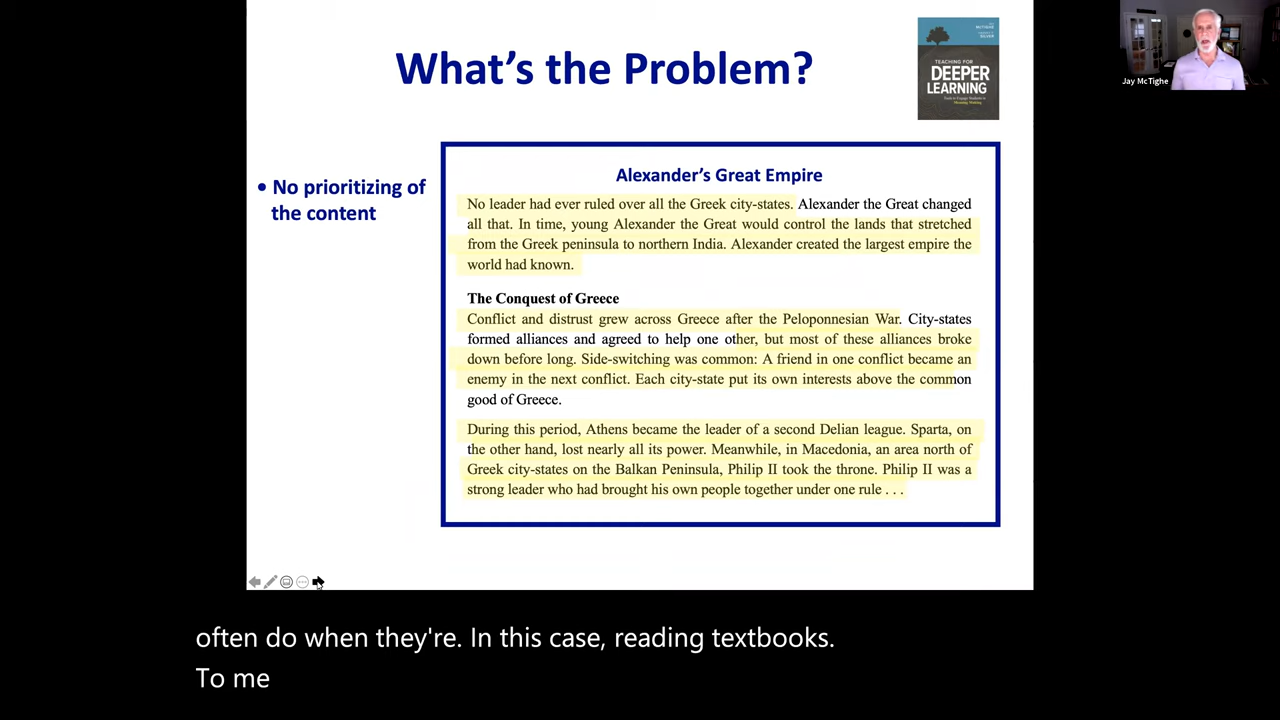 What's the Problem?
JAY
McTIGHE
SILVER
TEACHING FOR
DEEPER
LEARNING
Jay McTighe
• No prioritizing of
the content
Alexander's Great Empire
No leader had ever ruled over all the Greek city-states. Alexander the Great changed
all that. In time, young Alexander the Great would control the lands that stretched
from the Greek peninsula to northern India. Alexander created the largest empire the
world had known.
The Conquest of Greece
Conflict and distrust grew across Greece after the Peloponnesian War. City-states
formed alliances and agreed to help one other, but most of these alliances broke
down before long. Side-switching was common: A friend in one conflict became an
enemy in the next conflict. Each city-state put its own interests above the common
good of Greece.
During this period, Athens became the leader of a second Delian league. Sparta, on
the other hand, lost nearly all its power. Meanwhile, in Macedonia, an area north of
Greek city-states on the Balkan Peninsula, Philip II took the throne. Philip II was a
strong leader who had brought his own people together under one rule . . .
often do when they're. In this case, reading textbooks.
To me